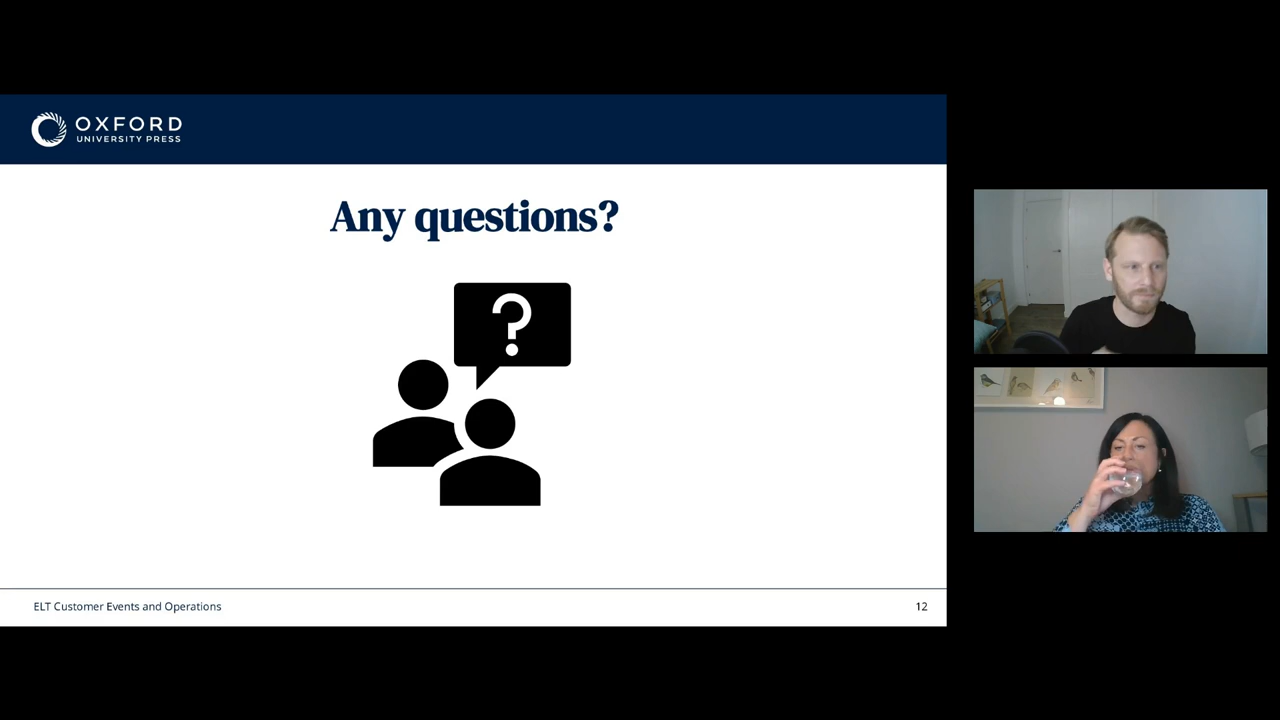 OXFORD
UNIVERSITY PRESS
Any questions?
?
ELT Customer Events and Operations
12